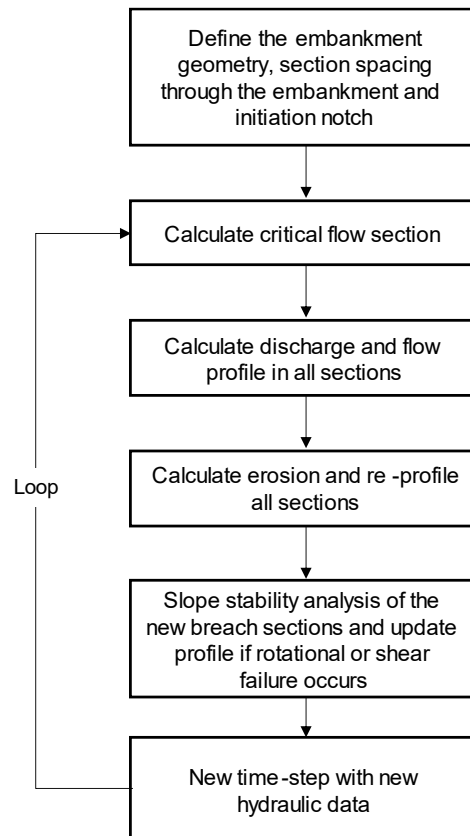 Define the embankment
geometry, section spacing
through the embankment and
initiation notch
Calculate critical flow section
Calculate discharge and flow
profile in all sections
Calculate erosion and re -profile
all sections
Loop
Slope stability analysis of the
new breach sections and update
profile if rotational or shear
failure occurs
New time -step with new
hydraulic data